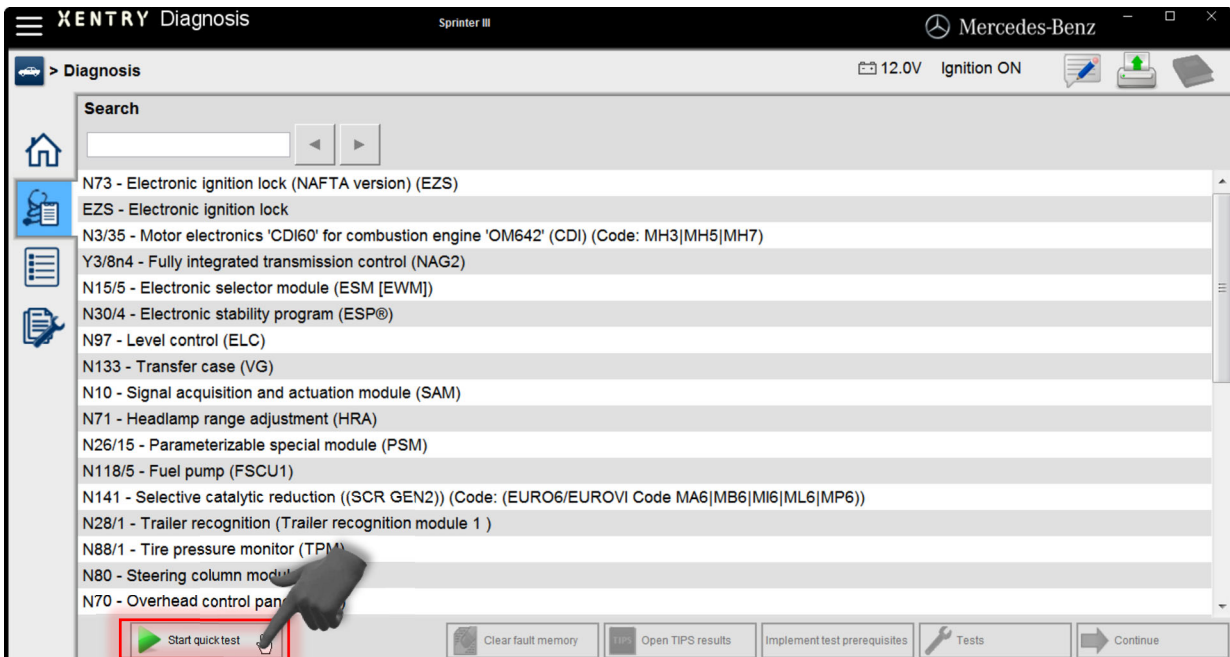 XENTRY Diagnosis
Sprinter III
Mercedes-Benz
> Diagnosis
12.0V Ignition ON
Search
N73 - Electronic ignition lock (NAFTA version) (EZS)
EZS - Electronic ignition lock
N3/35 - Motor electronics 'CDI60' for combustion engine 'OM642' (CDI) (Code: MH3|MH5|MH7)
Y3/8n4 - Fully integrated transmission control (NAG2)
N15/5 - Electronic selector module (ESM [EWM])
N30/4 - Electronic stability program (ESP®)
N97 - Level control (ELC)
N133 - Transfer case (VG)
N10 - Signal acquisition and actuation module (SAM)
N71 - Headlamp range adjustment (HRA)
N26/15 - Parameterizable special module (PSM)
N118/5 - Fuel pump (FSCU1)
N141 - Selective catalytic reduction ((SCR GEN2)) (Code: (EURO6/EUROVI Code MA6|MB6|MI6|ML6|MP6))
N28/1 - Trailer recognition (Trailer recognition module 1 )
N88/1 - Tire pressure monitor (TPM)
N80 - Steering column
N70 - Overhead control
Start quick test
Clear fault memory
TIPS Open TIPS results
Implement test prerequisites
Tests
Continue